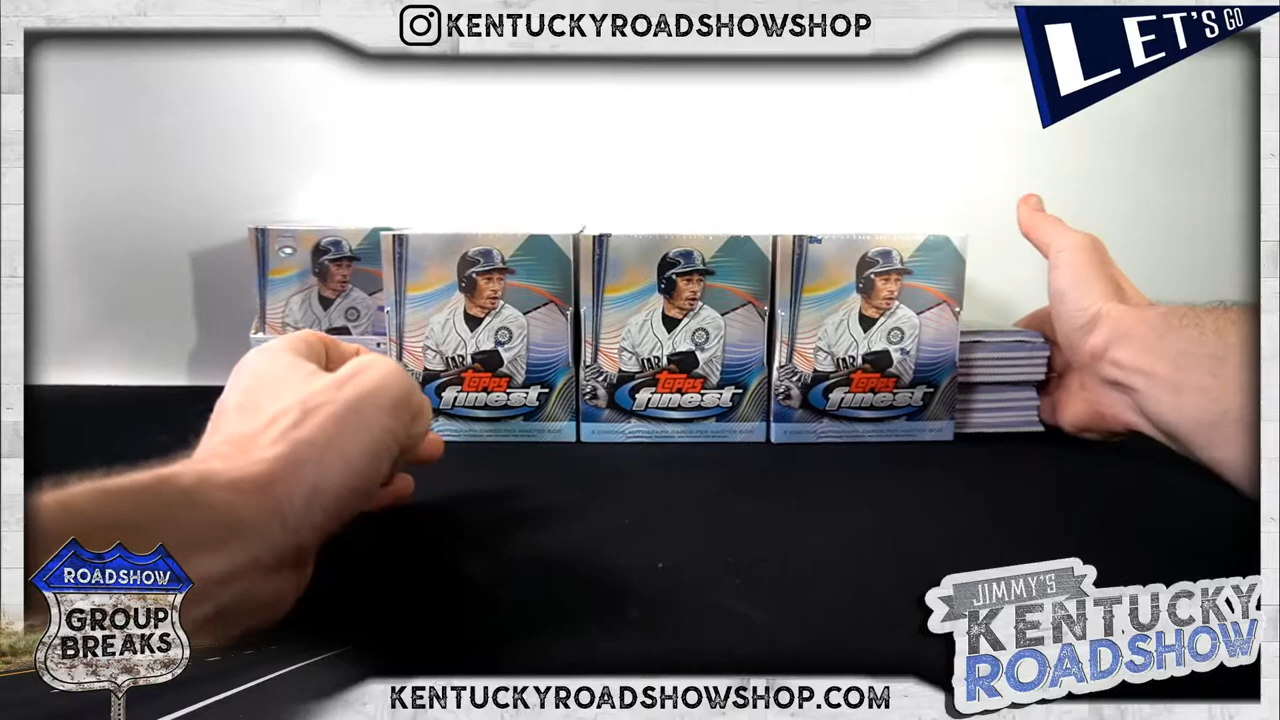 KENTUCKYROADSHOWSHOP
LET'S GO
topps
finest
topps
finest
topps
finest
ROADSHOW
GROUP
BREAKS
JIMMY'S
KENTUCKY
ROADSHOW
KENTUCKYROADSHOWSHOP.COM